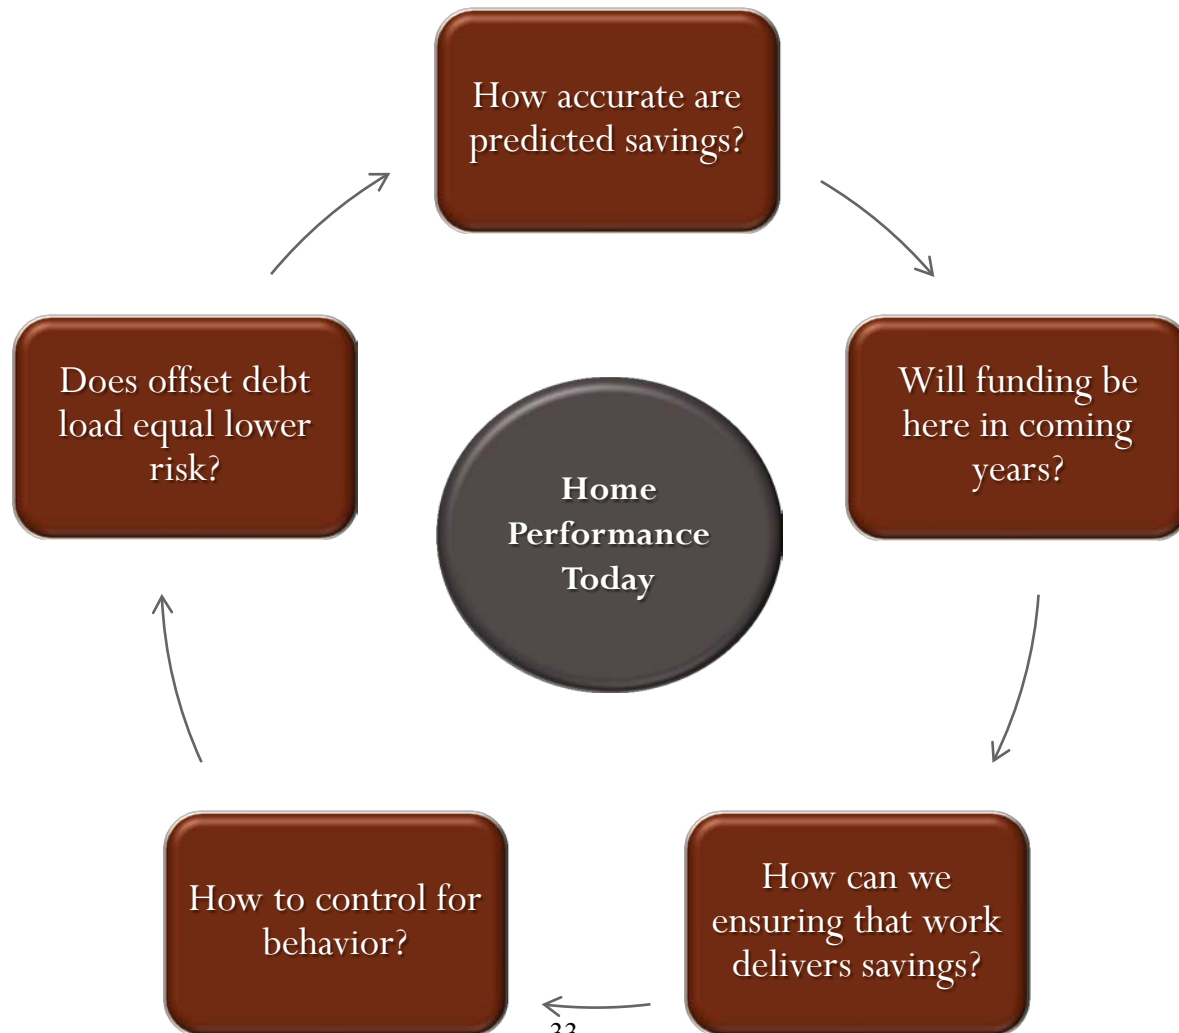 How accurate are
predicted savings?
Will funding be
here in coming
years?
How can we
ensuring that work
delivers savings?
How to control for
behavior?
Does offset debt
load equal lower
risk?
Home
Performance
Today
33